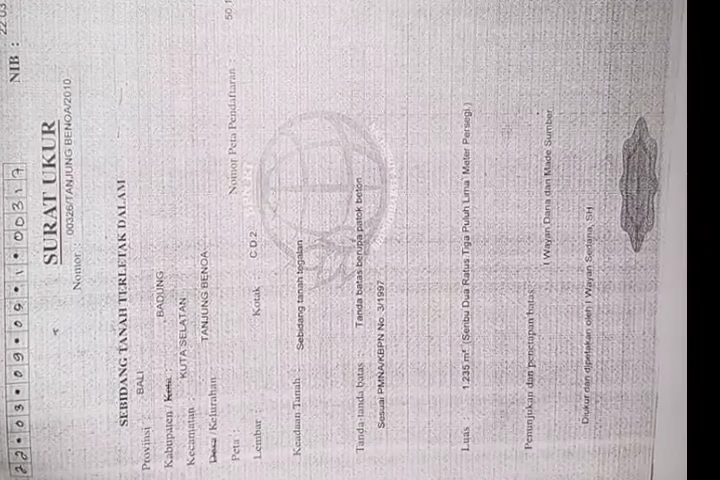 22.03.09.09.1.00317
NIB : 22 03
SURAT UKUR
Nomor : 00326/TANJUNG BENOA/2010
SEBIDANG TANAH TERLETAK DALAM
Provinsi : BALI
Kabupaten / Kota : BADUNG
Kecamatan : KUTA SELATAN
Desa / Kelurahan TANJUNG BENOA
Peta : Nomor Peta Pendaftaran : 50.1
Lembar : Kotak : C.D.2
Keadaan Tanah : Sebidang tanah tegalan
Tanda-tanda batas : Tanda batas berupa patok beton
Sesuai PMNA/KBPN No. 3/1997
Luas : 1.235 m² (Seribu Dua Ratus Tiga Puluh Lima Meter Persegi)
Penunjukan dan penetapan batas :
I Wayan Dana dan Made Sumber
Diukur dan dipetakan oleh I Wayan Sedana, SH